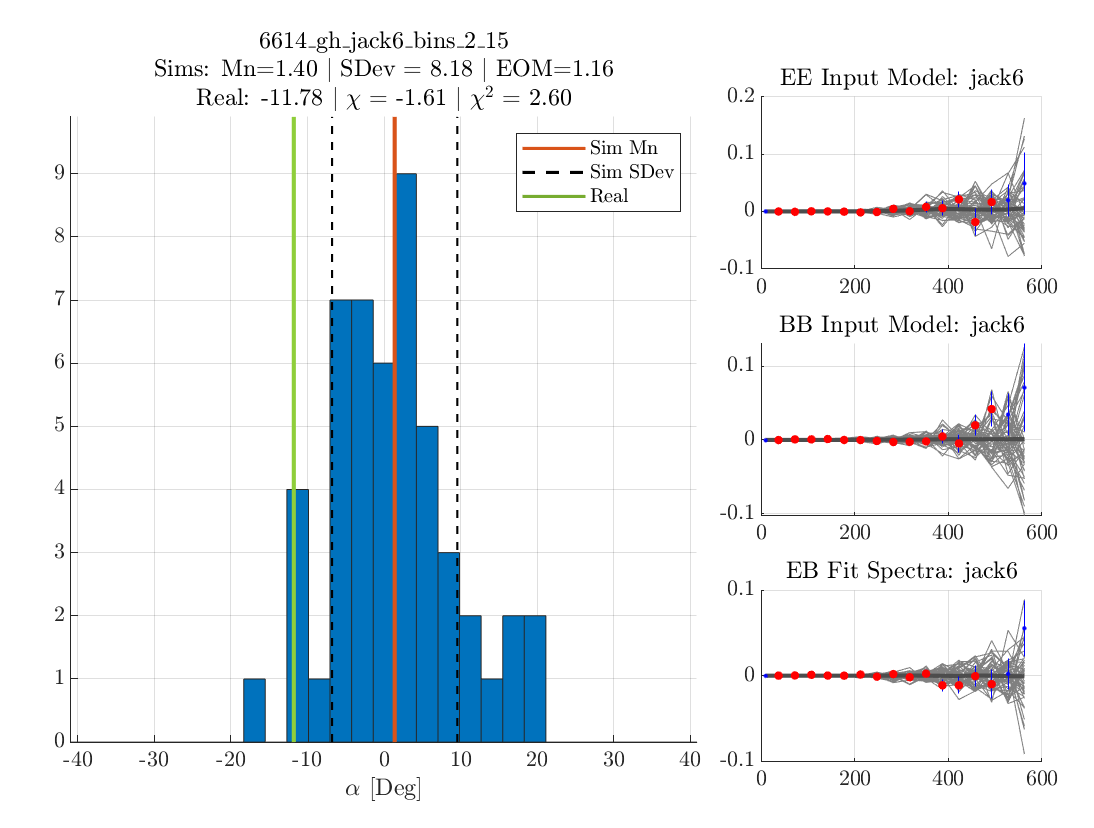 6614_gh_jack6_bins_2_15
Sims: Mn=1.40 | SDev = 8.18 | EOM=1.16
Real: -11.78 | χ = -1.61 | χ² = 2.60
Sim Mn
Sim SDev
Real
9
8
7
6
5
4
3
2
1
0
-40 -30 -20 -10 0 10 20 30 40
α [Deg]
EE Input Model: jack6
0.2
0.1
0
-0.1
0 200 400 600
BB Input Model: jack6
0.1
0
-0.1
0 200 400 600
EB Fit Spectra: jack6
0.1
0
-0.1
0 200 400 600